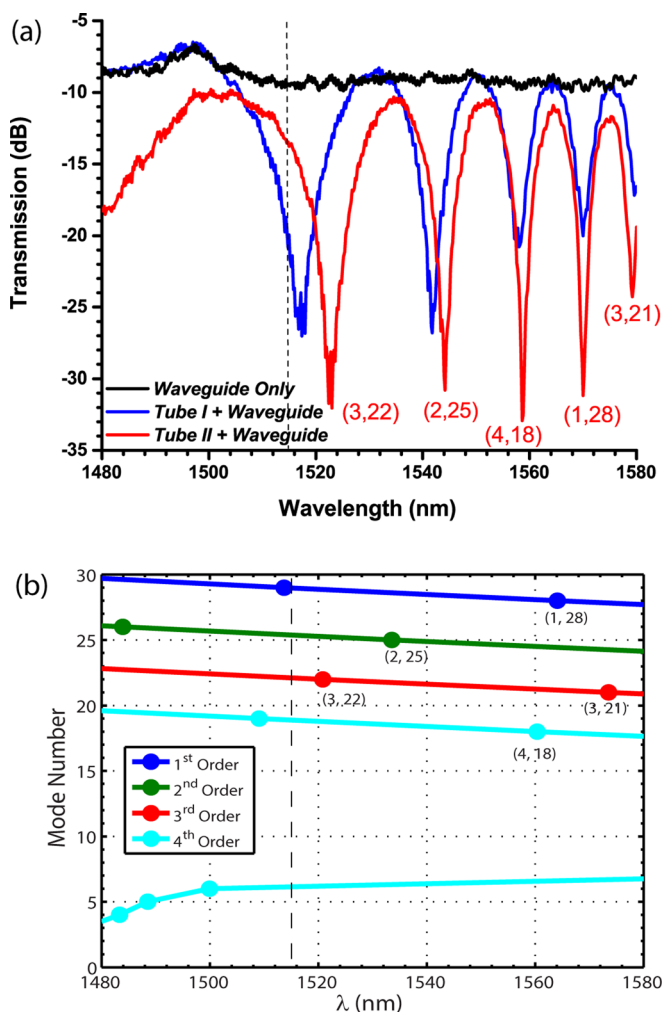 (a)
-5
-10
-15
-20
-25
-30
-35
Transmission (dB)
(3,21)
(3,22)
(2,25)
(4,18)
(1,28)
Waveguide Only
Tube I + Waveguide
Tube II + Waveguide
1480 1500 1520 1540 1560 1580
Wavelength (nm)
(b)
30
25
20
15
10
5
0
Mode Number
(1, 28)
(2, 25)
(3, 22)
(3, 21)
(4, 18)
1st Order
2nd Order
3rd Order
4th Order
1480 1500 1520 1540 1560 1580
λ (nm)